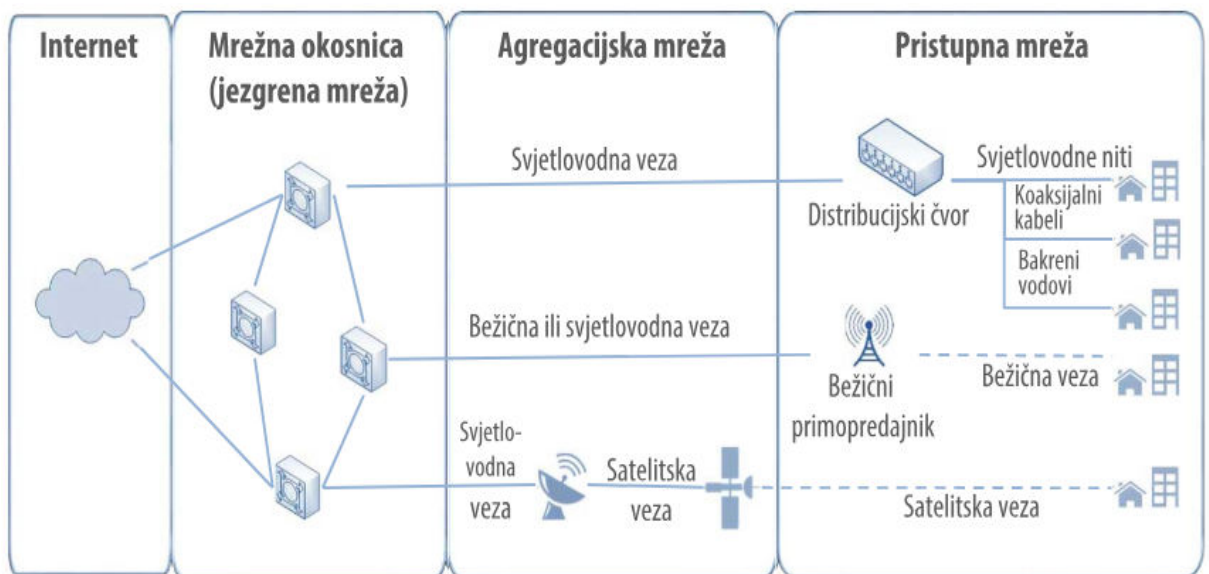 Internet
Mrežna okosnica
(jezgrena mreža)
Agregacijska mreža
Pristupna mreža
Svjetlovodna veza
Distribucijski čvor
Svjetlovodne niti
Koaksijalni
kabeli
Bakreni
vodovi
Bežična ili svjetlovodna veza
Bežični
primopredajnik
Bežična veza
Svjetlo-
vodna
veza
Satelitska
veza
Satelitska veza